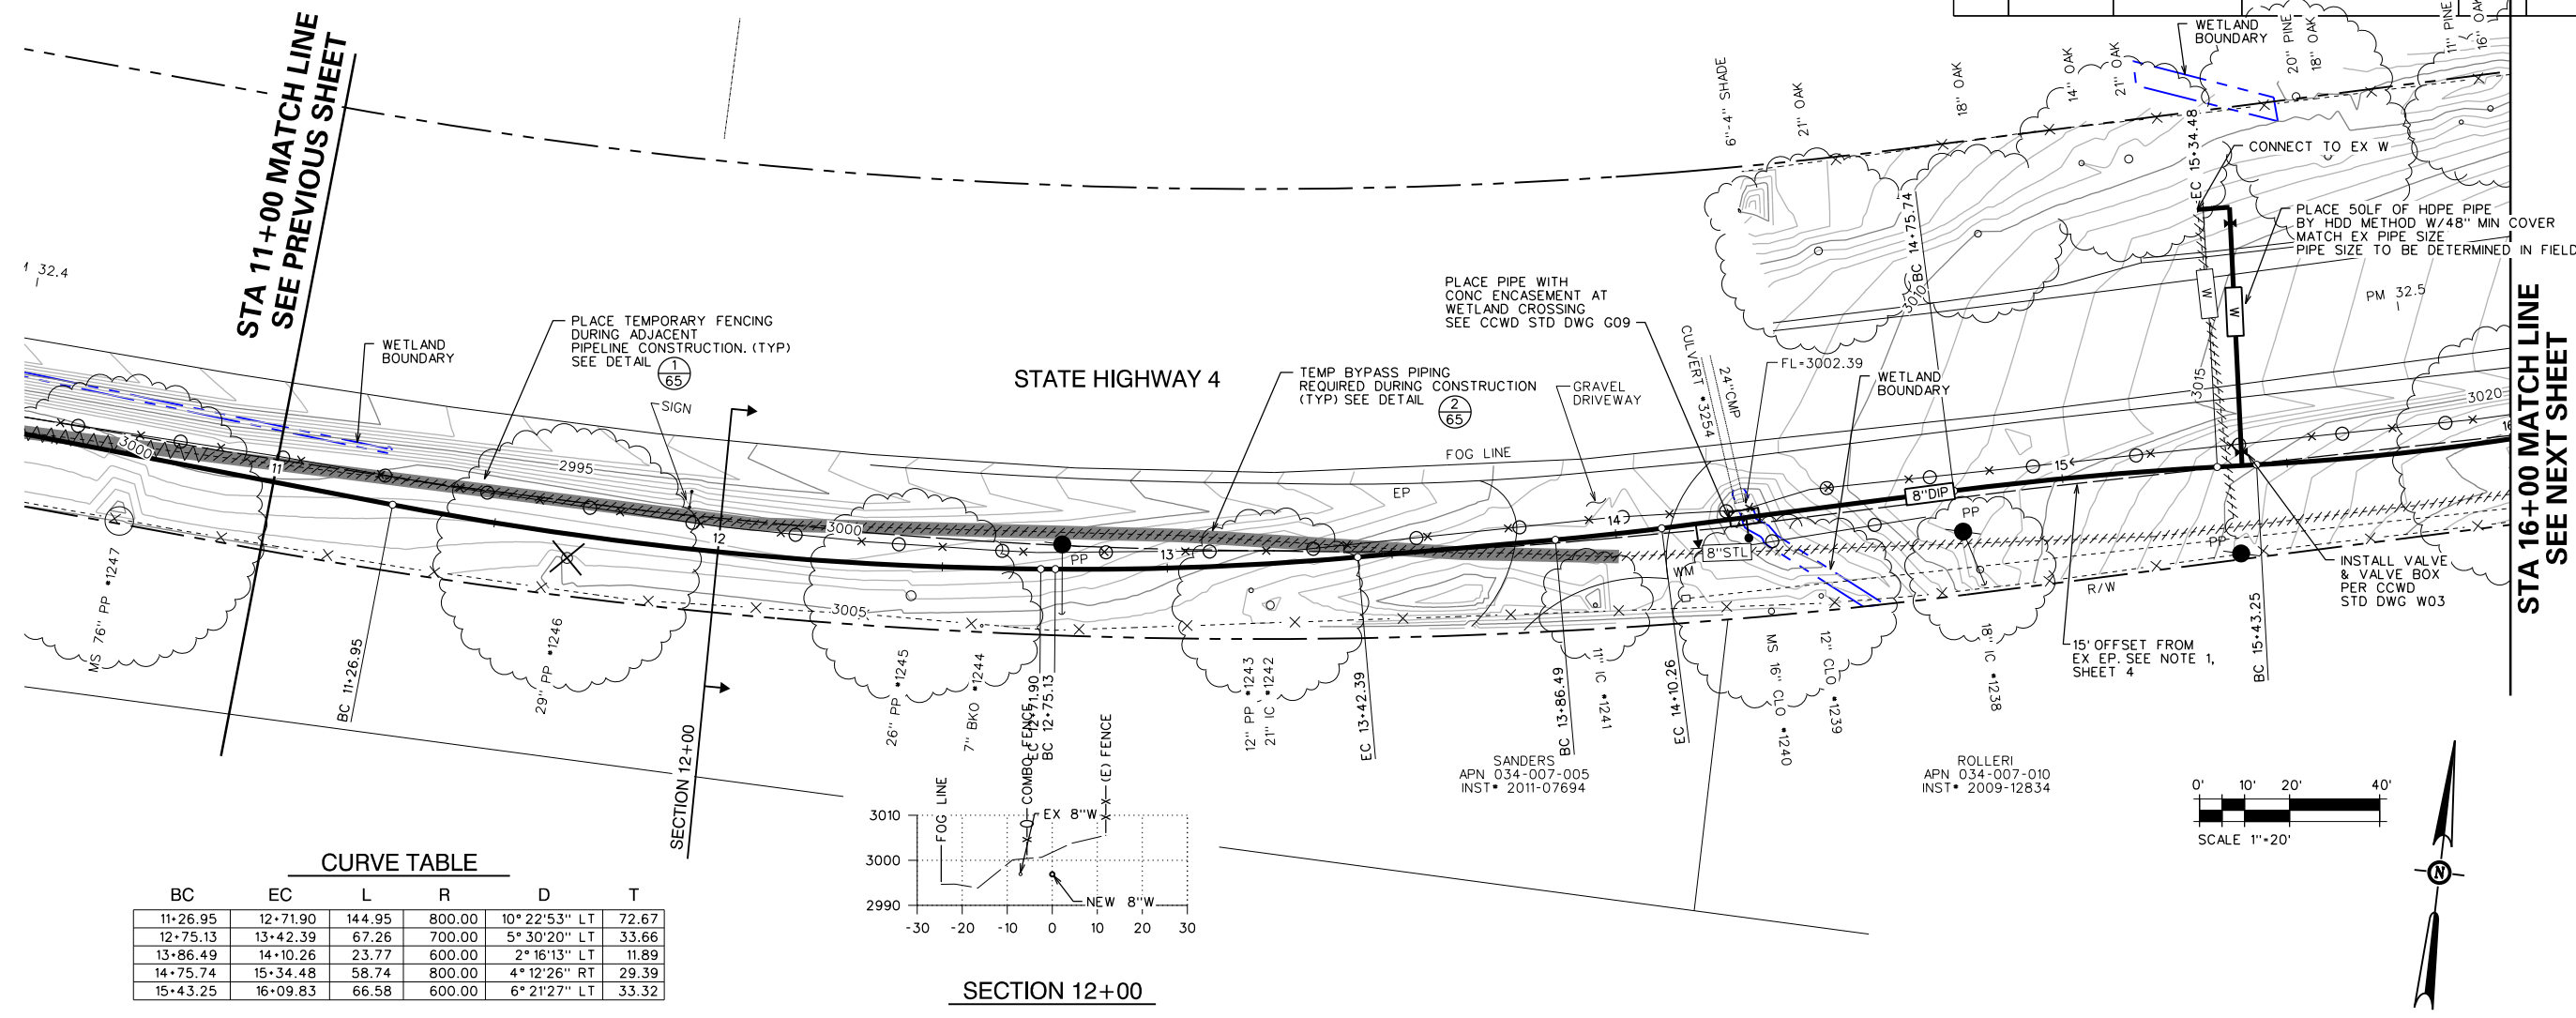 STA 11+00 MATCH LINE
SEE PREVIOUS SHEET
32.4
WETLAND
BOUNDARY
PLACE TEMPORARY FENCING
DURING ADJACENT
PIPELINE CONSTRUCTION. (TYP)
SEE DETAIL
1
65
SIGN
STATE HIGHWAY 4
TEMP BYPASS PIPING
REQUIRED DURING CONSTRUCTION
(TYP) SEE DETAIL
2
65
PLACE PIPE WITH
CONC ENCASEMENT AT
WETLAND CROSSING
SEE CCWD STD DWG G09
GRAVEL
DRIVEWAY
CULVERT #3254
24"CMP
FL=3002.39
WETLAND
BOUNDARY
6"-4" SHADE
21" OAK
18" OAK
14" OAK
21" OAK
WETLAND
BOUNDARY
20" PINE
18" OAK
11" PINE
16" OAK
EC 15+34.48
CONNECT TO EX W
PLACE 50LF OF HDPE PIPE
BY HDD METHOD W/48" MIN COVER
MATCH EX PIPE SIZE
PIPE SIZE TO BE DETERMINED IN FIELD
BC 14+75.74
3010
W
W
PM 32.5
3015
3020
STA 16+00 MATCH LINE
SEE NEXT SHEET
FOG LINE
EP
3000
11
2995
12
3000
13
PP
14
15
16
8"DIP
8"STL
WM
PP
PP
3005
R/W
INSTALL VALVE
& VALVE BOX
PER CCWD
STD DWG W03
15' OFFSET FROM
EX EP. SEE NOTE 1,
SHEET 4
MS 76" PP #1247
BC 11+26.95
29" PP #1246
SECTION 12+00
26" PP #1245
7" BKO #1244
EC 12+71.90
BC 12+75.13
12" PP #1243
21" IC #1242
EC 13+42.39
BC 13+86.49
11" IC #1241
EC 14+10.26
MS 16" CLO #1240
12" CLO #1239
18" IC #1238
BC 15+43.25
SANDERS
APN 034-007-005
INST# 2011-07694
ROLLERI
APN 034-007-010
INST# 2009-12834
0' 10' 20' 40'
SCALE 1"=20'
N
FOG LINE
COMBO FENCE
(E) FENCE
EX 8"W
NEW 8"W
3010
3000
2990
-30 -20 -10 0 10 20 30
SECTION 12+00
CURVE TABLE
BC EC L R D T
11+26.95 12+71.90 144.95 800.00 10° 22'53" LT 72.67
12+75.13 13+42.39 67.26 700.00 5° 30'20" LT 33.66
13+86.49 14+10.26 23.77 600.00 2° 16'13" LT 11.89
14+75.74 15+34.48 58.74 800.00 4° 12'26" RT 29.39
15+43.25 16+09.83 66.58 600.00 6° 21'27" LT 33.32